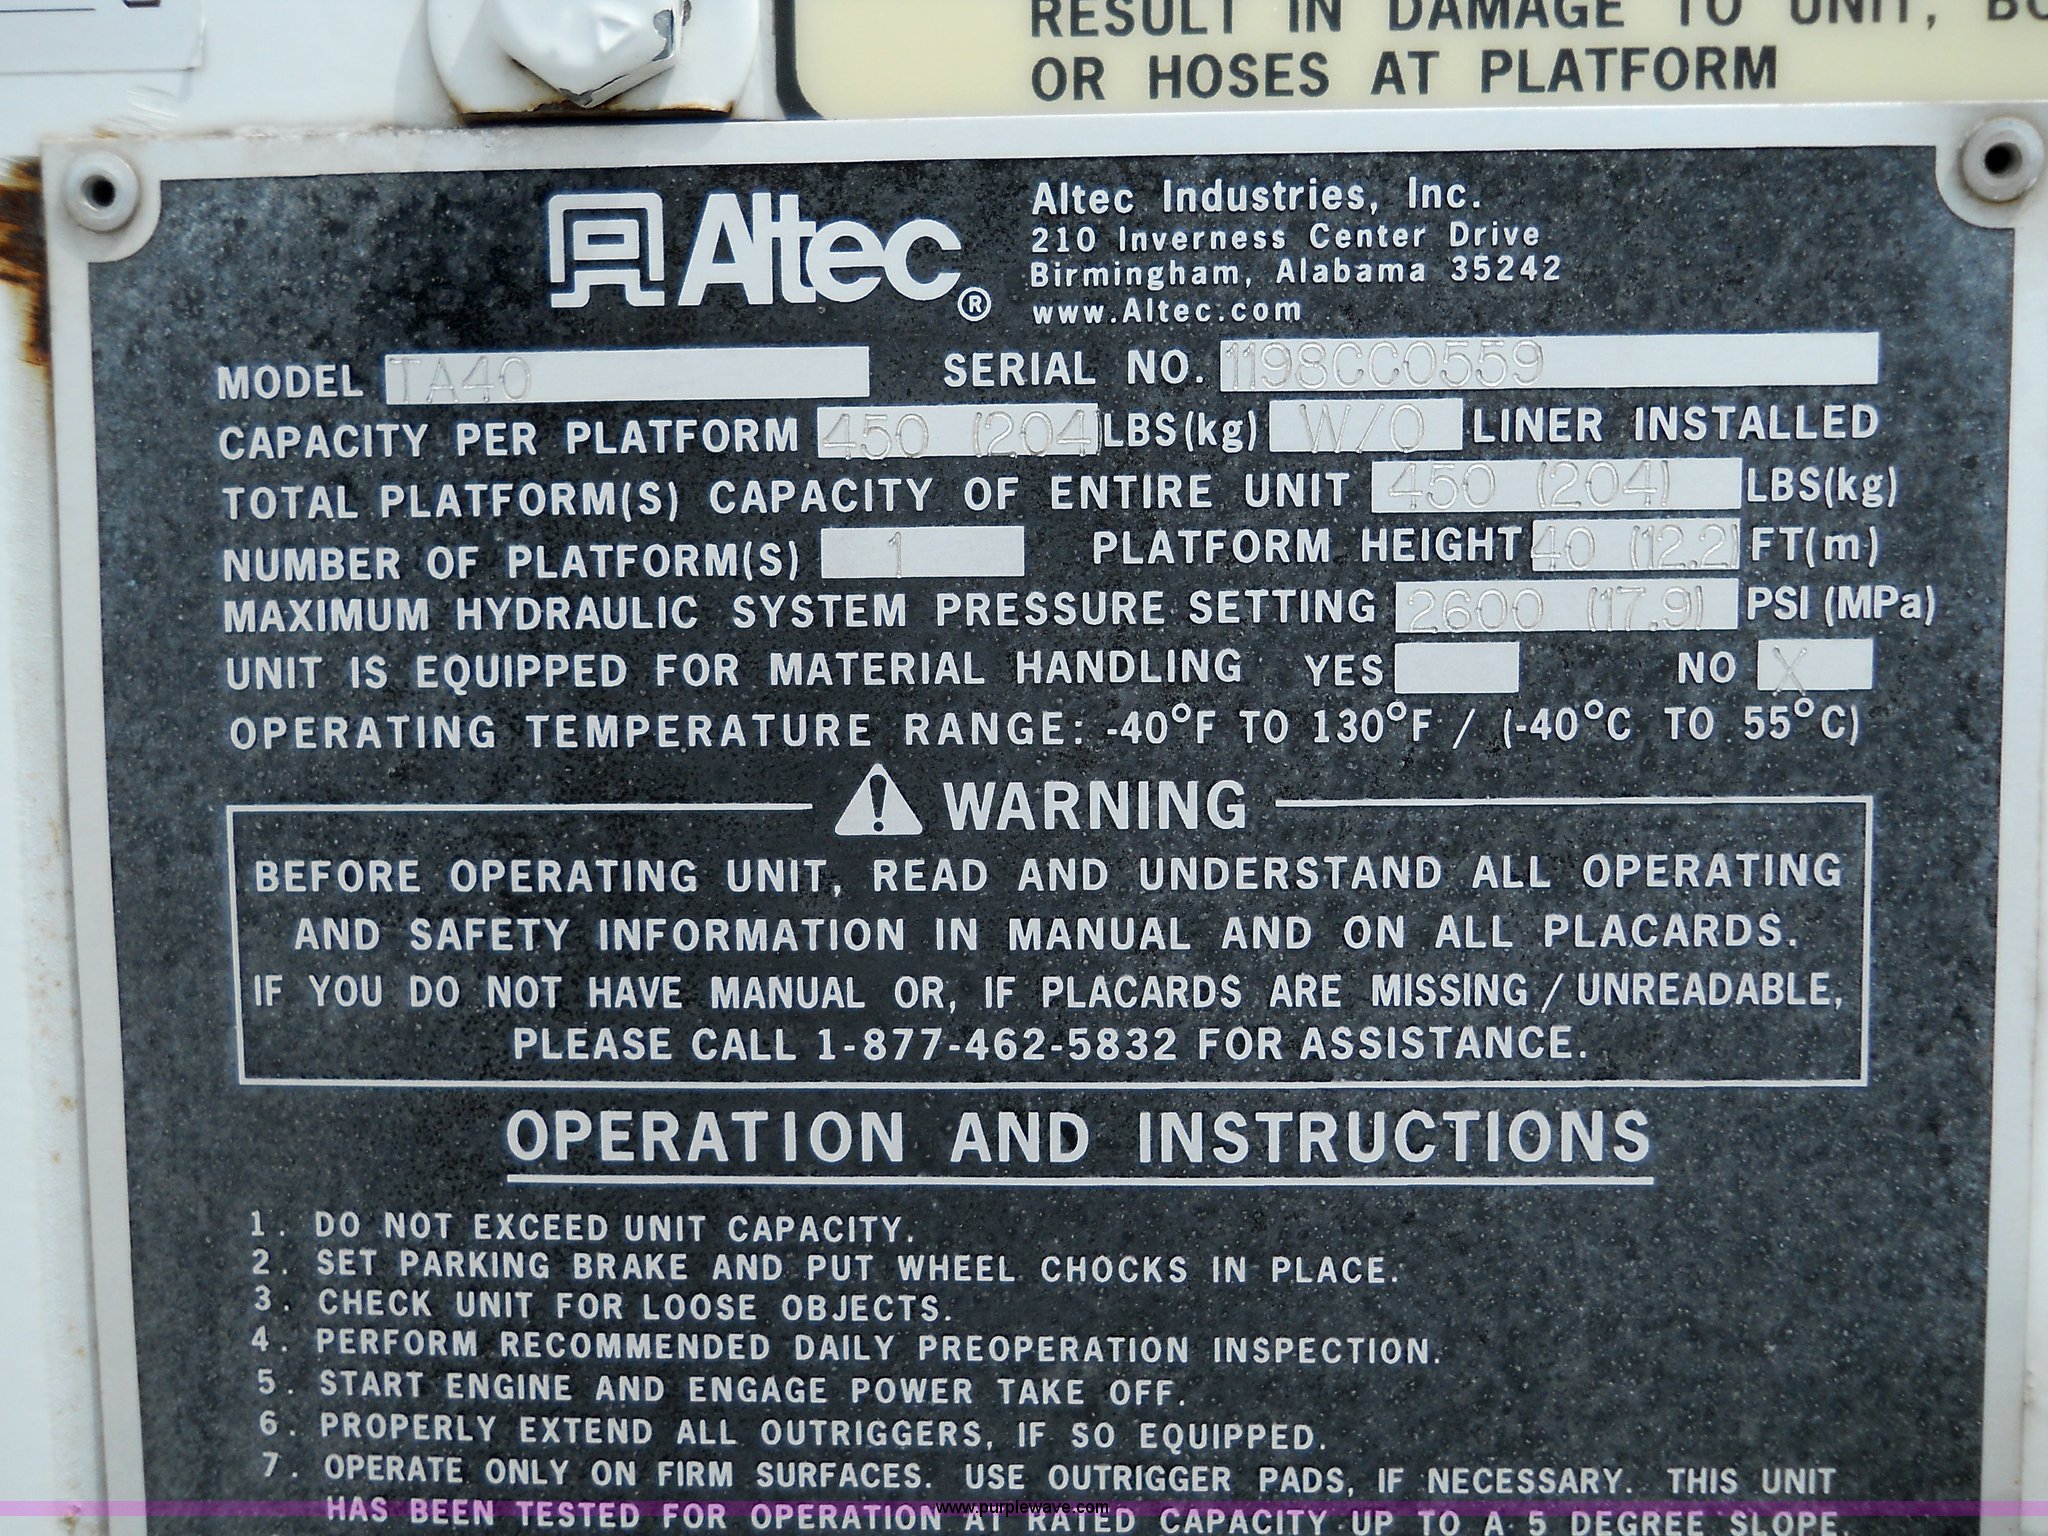 RESULT IN DAMAGE TO UNIT,
OR HOSES AT PLATFORM
Altec®
Altec Industries, Inc.
210 Inverness Center Drive
Birmingham, Alabama 35242
www.Altec.com
MODEL TA40 SERIAL NO. 1198CC0559
CAPACITY PER PLATFORM 450 (204 LBS(kg) W/O LINER INSTALLED
TOTAL PLATFORM(S) CAPACITY OF ENTIRE UNIT 450 (204) LBS(kg)
NUMBER OF PLATFORM(S) 1 PLATFORM HEIGHT 40 (12.2) FT(m)
MAXIMUM HYDRAULIC SYSTEM PRESSURE SETTING 2600 (17.9) PSI (MPa)
UNIT IS EQUIPPED FOR MATERIAL HANDLING YES NO X
OPERATING TEMPERATURE RANGE: -40°F TO 130°F / (-40°C TO 55°C)
WARNING
BEFORE OPERATING UNIT, READ AND UNDERSTAND ALL OPERATING
AND SAFETY INFORMATION IN MANUAL AND ON ALL PLACARDS.
IF YOU DO NOT HAVE MANUAL OR, IF PLACARDS ARE MISSING/UNREADABLE,
PLEASE CALL 1-877-462-5832 FOR ASSISTANCE.
OPERATION AND INSTRUCTIONS
1. DO NOT EXCEED UNIT CAPACITY.
2. SET PARKING BRAKE AND PUT WHEEL CHOCKS IN PLACE.
3. CHECK UNIT FOR LOOSE OBJECTS.
4. PERFORM RECOMMENDED DAILY PREOPERATION INSPECTION.
5. START ENGINE AND ENGAGE POWER TAKE OFF.
6. PROPERLY EXTEND ALL OUTRIGGERS, IF SO EQUIPPED.
7. OPERATE ONLY ON FIRM SURFACES. USE OUTRIGGER PADS, IF NECESSARY. THIS UNIT
HAS BEEN TESTED FOR OPERATION AT RATED CAPACITY UP TO A 5 DEGREE SLOPE.
www.purplewave.com